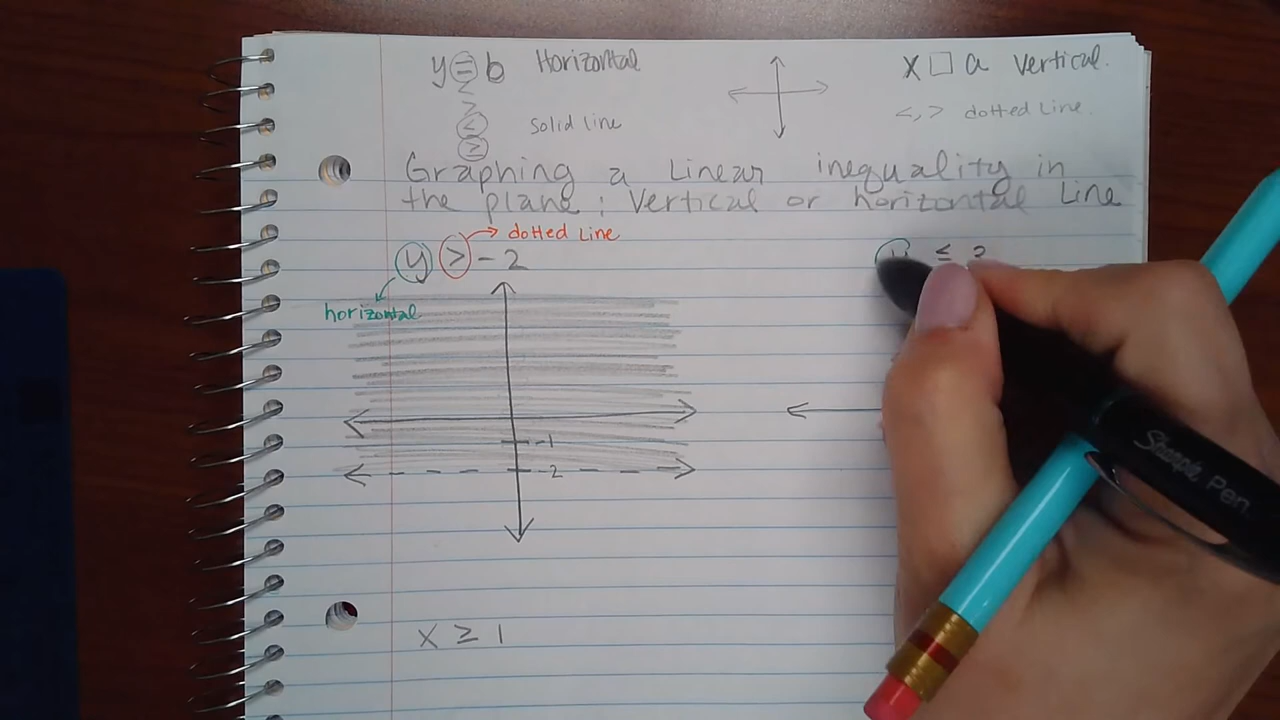 y = b Horizontal
x □ a vertical.
<
>
≤ solid line
≥
<, > dotted line.
Graphing a Linear inequality in
the plane: Vertical or horizontal Line
y > -2
dotted line
horizontal
-1
-2
≤
x ≥ 1
Sharpie Pen